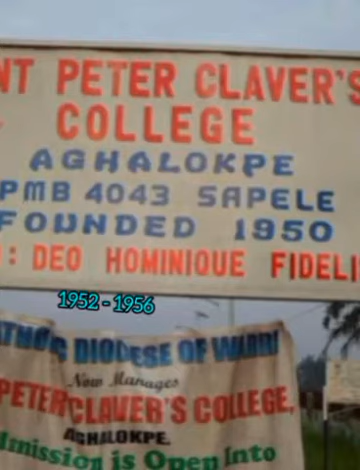 NT PETER CLAVER'S
COLLEGE
AGHALOKPE
PMB 4043 SAPELE
FOUNDED 1950
: DEO HOMINIQUE FIDELI
1952 - 1956
DIOCESE OF WARRI
Now Manages
PETER CLAVER'S COLLEGE,
AGHALOKPE.
dmission is Open Into